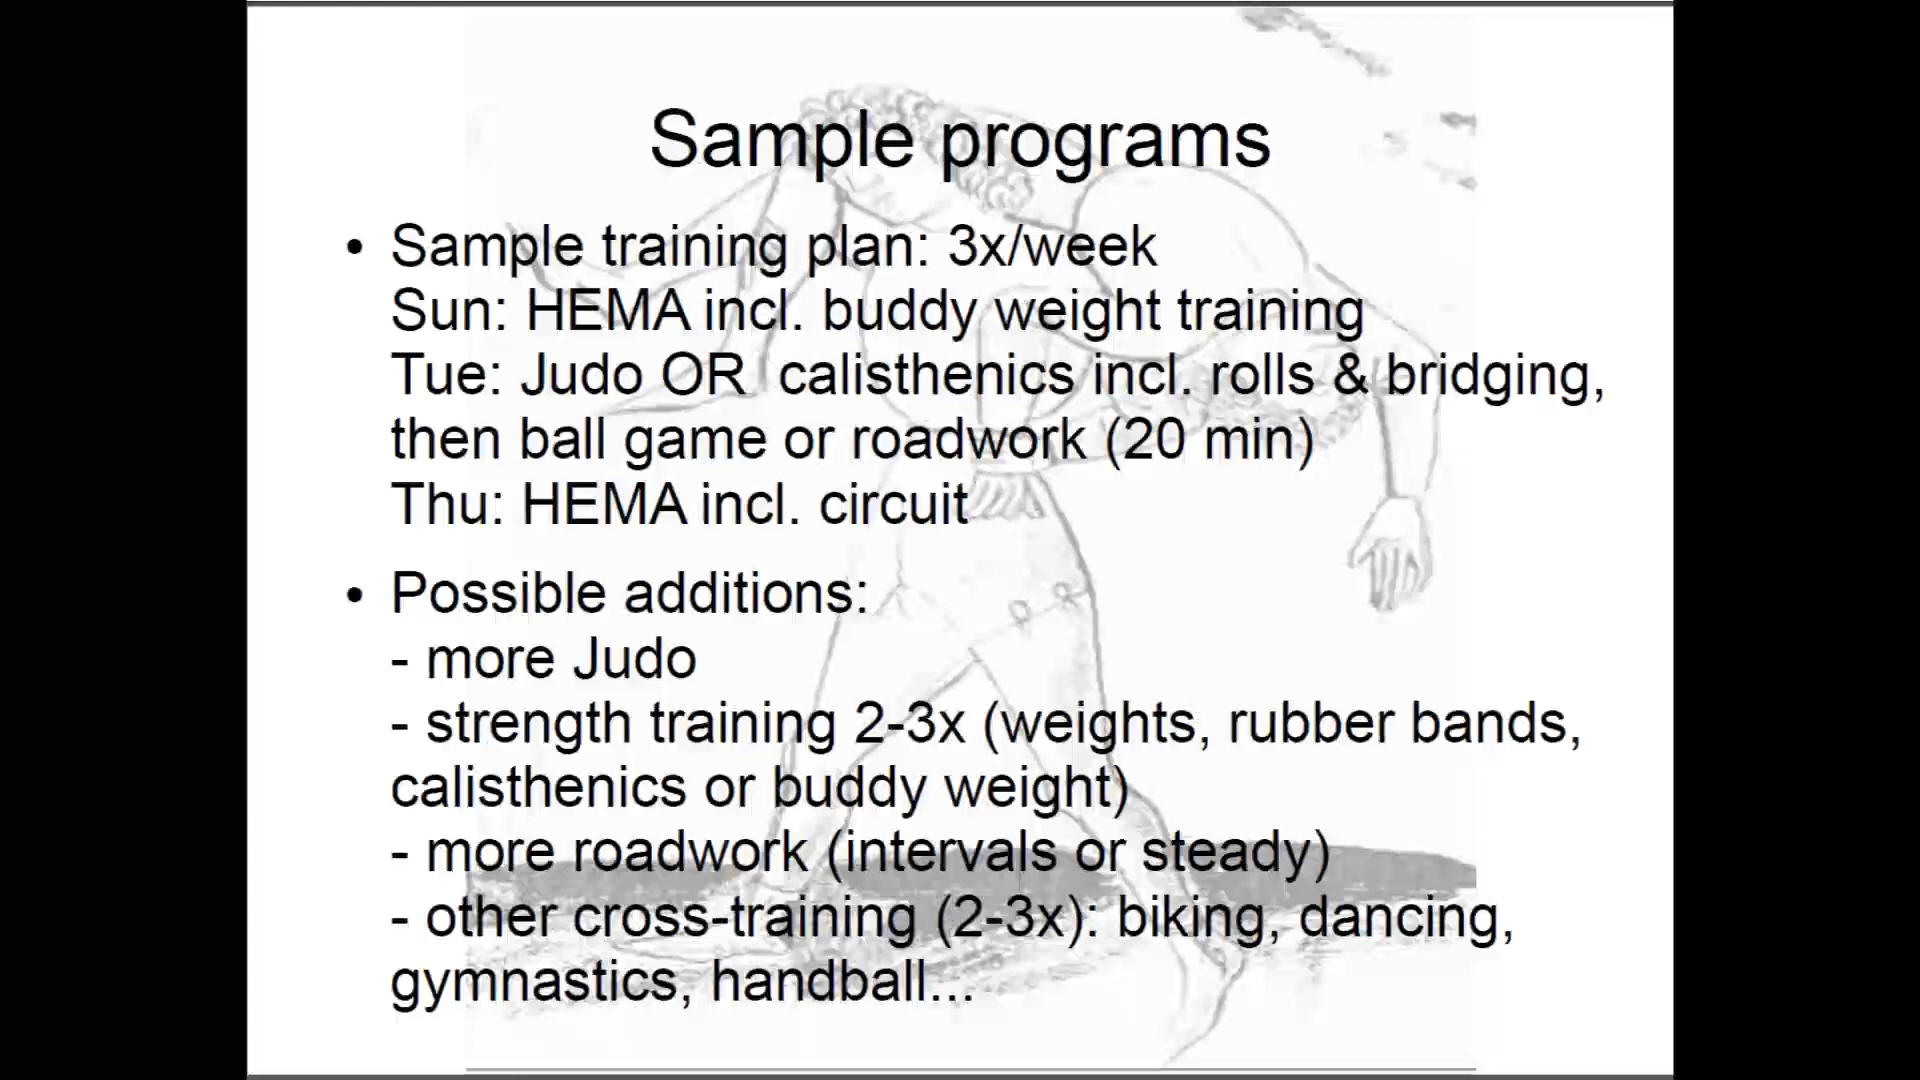 Sample programs
• Sample training plan: 3x/week
Sun: HEMA incl. buddy weight training
Tue: Judo OR  calisthenics incl. rolls & bridging,
then ball game or roadwork (20 min)
Thu: HEMA incl. circuit
• Possible additions:
- more Judo
- strength training 2-3x (weights, rubber bands,
calisthenics or buddy weight)
- more roadwork (intervals or steady)
- other cross-training (2-3x): biking, dancing,
gymnastics, handball...